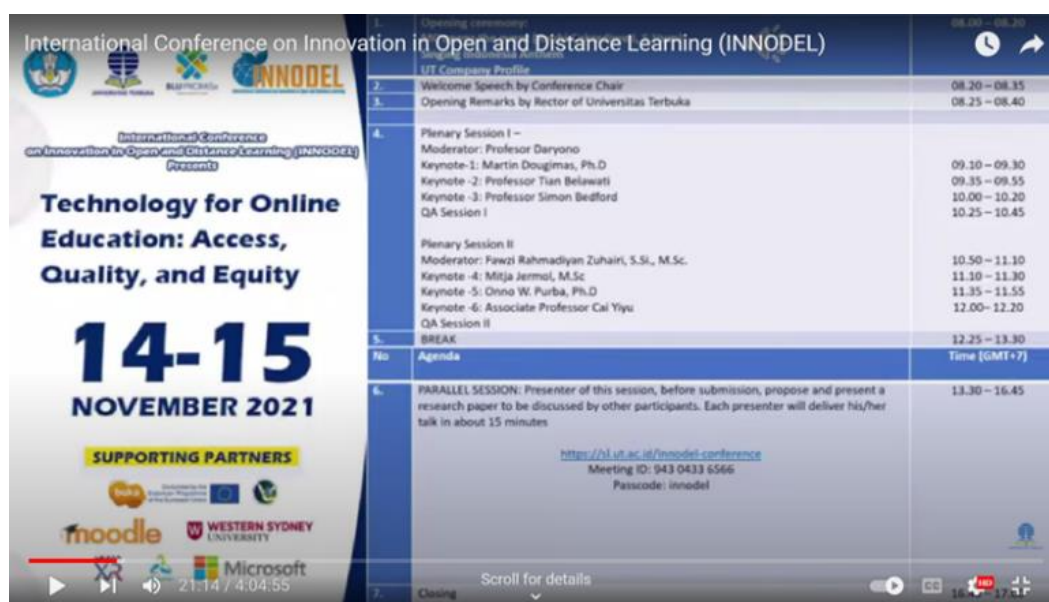 International Conference on Innovation in Open and Distance Learning (INNODEL)
UNIVERSITAS TERBUKA
INNODEL
International Conference
on Innovation in Open and Distance Learning (INNODEL)
Presents
Technology for Online
Education: Access,
Quality, and Equity
14-15
NOVEMBER 2021
SUPPORTING PARTNERS
moodle
WESTERN SYDNEY
UNIVERSITY
XR
Microsoft
1. Opening ceremony: 08.00 – 08.20
Singing Indonesia Anthem
UT Company Profile
2. Welcome Speech by Conference Chair 08.20 – 08.35
3. Opening Remarks by Rector of Universitas Terbuka 08.25 – 08.40
4. Plenary Session I –
Moderator: Profesor Daryono
Keynote-1: Martin Dougimas, Ph.D 09.10 – 09.30
Keynote -2: Professor Tian Belawati 09.35 – 09.55
Keynote -3: Professor Simon Bedford 10.00 – 10.20
QA Session I 10.25 – 10.45
Plenary Session II
Moderator: Fawzi Rahmadiyan Zuhairi, S.Si., M.Sc. 10.50 – 11.10
Keynote -4: Mitja Jermol, M.Sc 11.10 – 11.30
Keynote -5: Onno W. Purba, Ph.D 11.35 – 11.55
Keynote -6: Associate Professor Cai Yiyu 12.00– 12.20
QA Session II
5. BREAK 12.25 – 13.30
No Agenda Time (GMT+7)
6. PARALLEL SESSION: Presenter of this session, before submission, propose and present a 13.30 – 16.45
research paper to be discussed by other participants. Each presenter will deliver his/her
talk in about 15 minutes
https://sl.ut.ac.id/innodel-conference
Meeting ID: 943 0433 6566
Passcode: innodel
7. Closing
21:14 / 4:04:55
Scroll for details
CC
HD